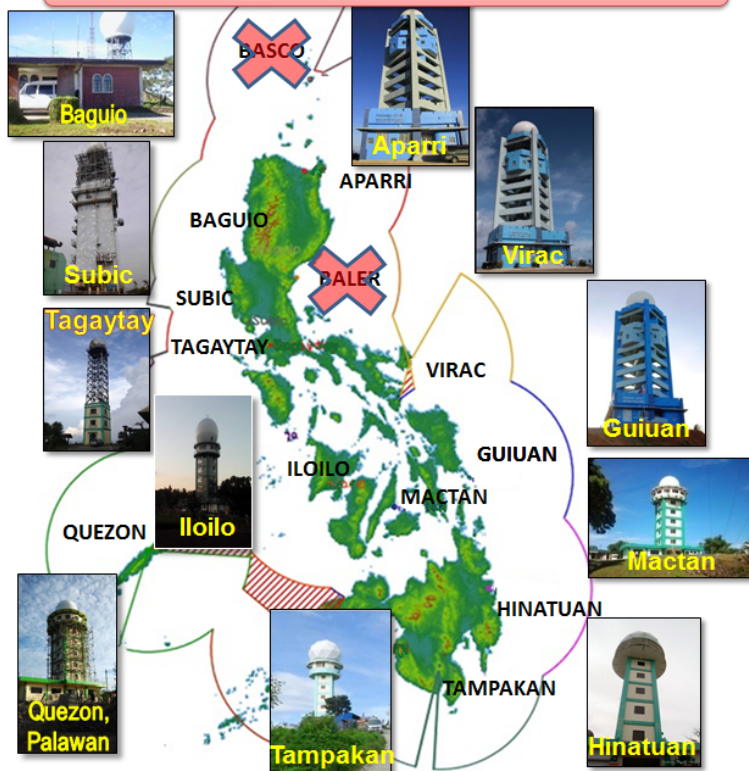 BASCO
Baguio
Aparri
APARRI
Subic
BAGUIO
Virac
BALER
SUBIC
Tagaytay
TAGAYTAY
VIRAC
Guiuan
ILOILO
GUIUAN
MACTAN
QUEZON
Iloilo
Mactan
HINATUAN
TAMPAKAN
Quezon,
Palawan
Tampakan
Hinatuan